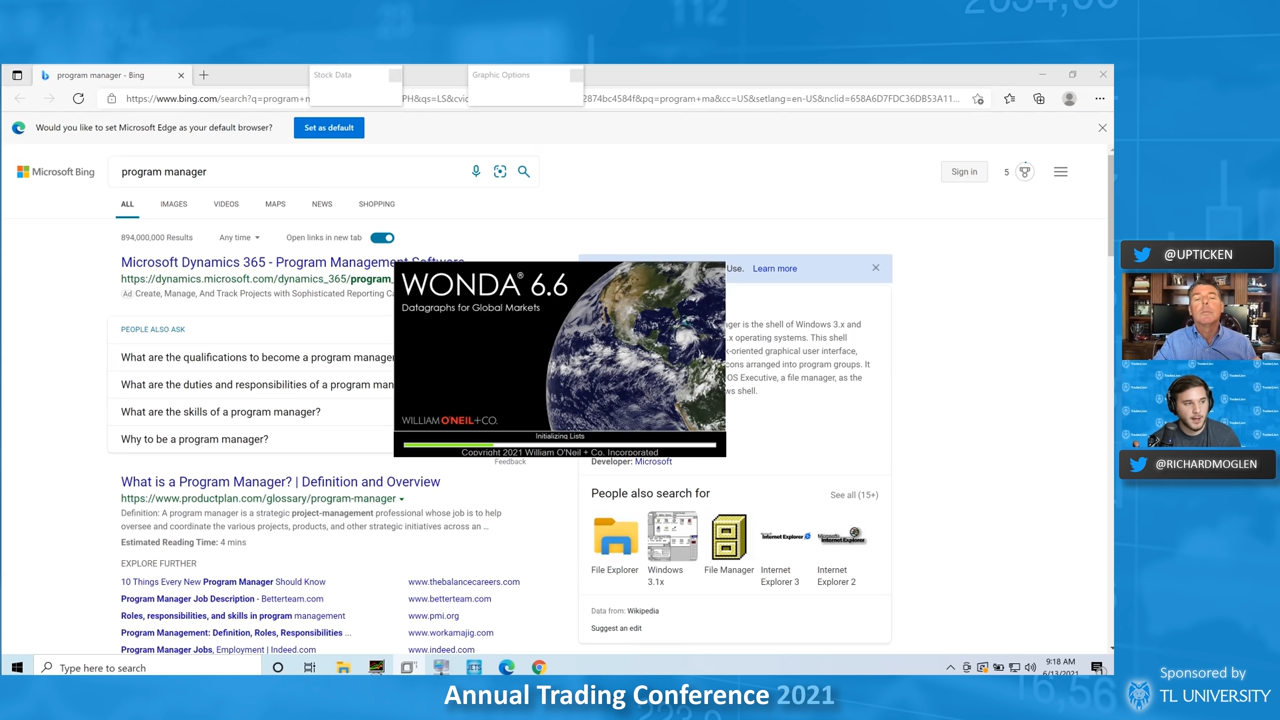 2634,66
112
program manager - Bing
Stock Data
Graphic Options
https://www.bing.com/search?q=program+m
PH&qs=LS&cvic
2874bc4584f&pq=program+ma&cc=US&setlang=en-US&nclid=658A6D7FDC36DB53A11...
Would you like to set Microsoft Edge as your default browser?
Set as default
Microsoft Bing
program manager
Sign in
5
ALL
IMAGES
VIDEOS
MAPS
NEWS
SHOPPING
894,000,000 Results
Any time
Open links in new tab
Microsoft Dynamics 365 - Program Management Software
https://dynamics.microsoft.com/dynamics_365/program_
Ad Create, Manage, And Track Projects with Sophisticated Reporting Ca
PEOPLE ALSO ASK
What are the qualifications to become a program manager
What are the duties and responsibilities of a program man
What are the skills of a program manager?
Why to be a program manager?
Feedback
WONDA® 6.6
Datagraphs for Global Markets
WILLIAM O'NEIL+CO.
Initializing Lists
Copyright 2021 William O'Neil + Co. Incorporated
Use. Learn more
ger is the shell of Windows 3.x and
.x operating systems. This shell
-oriented graphical user interface,
cons arranged into program groups. It
OS Executive, a file manager, as the
ws shell.
Developer: Microsoft
What is a Program Manager? | Definition and Overview
https://www.productplan.com/glossary/program-manager
Definition: A program manager is a strategic project-management professional whose job is to help
oversee and coordinate the various projects, products, and other strategic initiatives across an ...
Estimated Reading Time: 4 mins
EXPLORE FURTHER
10 Things Every New Program Manager Should Know
www.thebalancecareers.com
Program Manager Job Description - Betterteam.com
www.betterteam.com
Roles, responsibilities, and skills in program management
www.pmi.org
Program Management: Definition, Roles, Responsibilities ...
www.workamajig.com
Program Manager Jobs, Employment | Indeed.com
www.indeed.com
People also search for
See all (15+)
File Explorer
Windows 3.1x
File Manager
Internet Explorer 3
Internet Explorer 2
Data from: Wikipedia
Suggest an edit
Type here to search
9:18 AM
6/13/2021
@UPTICKEN
@RICHARDMOGLEN
Annual Trading Conference 2021
Sponsored by
TL UNIVERSITY